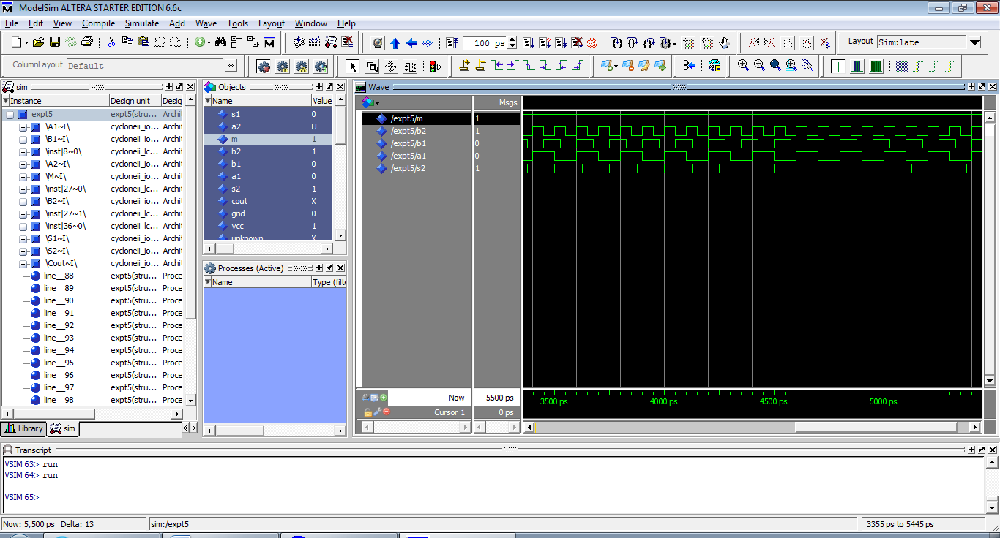 ModelSim ALTERA STARTER EDITION 6.6c
File Edit View Compile Simulate Add Wave Tools Layout Window Help
100 ps
Layout Simulate
ColumnLayout Default
sim
Instance Design unit Desig
expt5 expt5(stru... Archit
\A1~I\ cycloneii_io... Archit
\B1~I\ cycloneii_io... Archit
\inst|8~0\ cycloneii_lc... Archit
\A2~I\ cycloneii_io... Archit
\M~I\ cycloneii_io... Archit
\inst|27~0\ cycloneii_lc... Archit
\B2~I\ cycloneii_io... Archit
\inst|27~1\ cycloneii_lc... Archit
\inst|36~0\ cycloneii_lc... Archit
\S1~I\ cycloneii_io... Archit
\S2~I\ cycloneii_io... Archit
\Cout~I\ cycloneii_io... Archit
line__88 expt5(stru... Proce
line__89 expt5(stru... Proce
line__90 expt5(stru... Proce
line__91 expt5(stru... Proce
line__92 expt5(stru... Proce
line__93 expt5(stru... Proce
line__94 expt5(stru... Proce
line__95 expt5(stru... Proce
line__96 expt5(stru... Proce
line__97 expt5(stru... Proce
line__98 expt5(stru... Proce
Library sim
Objects
Name Value
s1 0
a2 U
m 1
b2 1
b1 0
a1 0
s2 1
cout X
gnd 0
vcc 1
unknown X
Processes (Active)
Name Type (filte
Wave
Msgs
/expt5/m 1
/expt5/b2 1
/expt5/b1 0
/expt5/a1 0
/expt5/s2 1
Now 5500 ps
Cursor 1 0 ps
3500 ps 4000 ps 4500 ps 5000 ps
Transcript
VSIM 63> run
VSIM 64> run
VSIM 65>
Now: 5,500 ps Delta: 13 sim:/expt5 3355 ps to 5445 ps